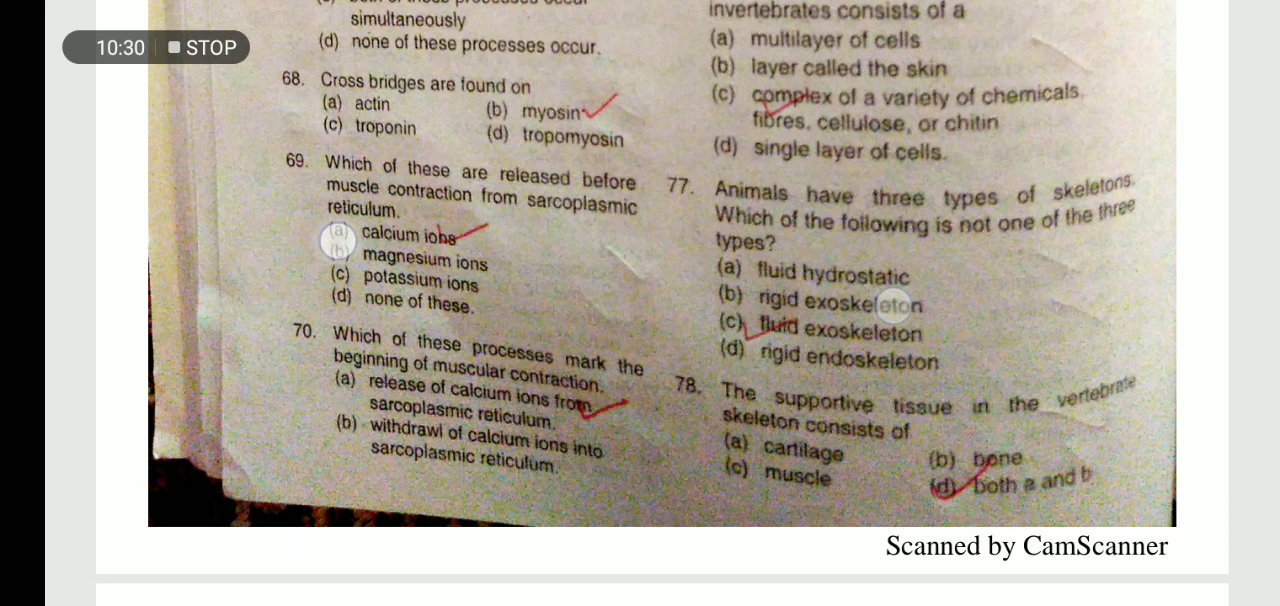 10:30 STOP
simultaneously
(d) none of these processes occur.
68. Cross bridges are found on
(a) actin (b) myosin
(c) troponin (d) tropomyosin
69. Which of these are released before
muscle contraction from sarcoplasmic
reticulum.
(a) calcium ions
(b) magnesium ions
(c) potassium ions
(d) none of these.
70. Which of these processes mark the
beginning of muscular contraction.
(a) release of calcium ions from
sarcoplasmic reticulum.
(b) withdrawl of calcium ions into
sarcoplasmic reticulum.
invertebrates consists of a
(a) multilayer of cells
(b) layer called the skin
(c) complex of a variety of chemicals,
fibres, cellulose, or chitin
(d) single layer of cells.
77. Animals have three types of skeletons.
Which of the following is not one of the three
types?
(a) fluid hydrostatic
(b) rigid exoskeleton
(c) fluid exoskeleton
(d) rigid endoskeleton
78. The supportive tissue in the vertebrate
skeleton consists of
(a) cartilage (b) bone
(c) muscle (d) both a and b
Scanned by CamScanner